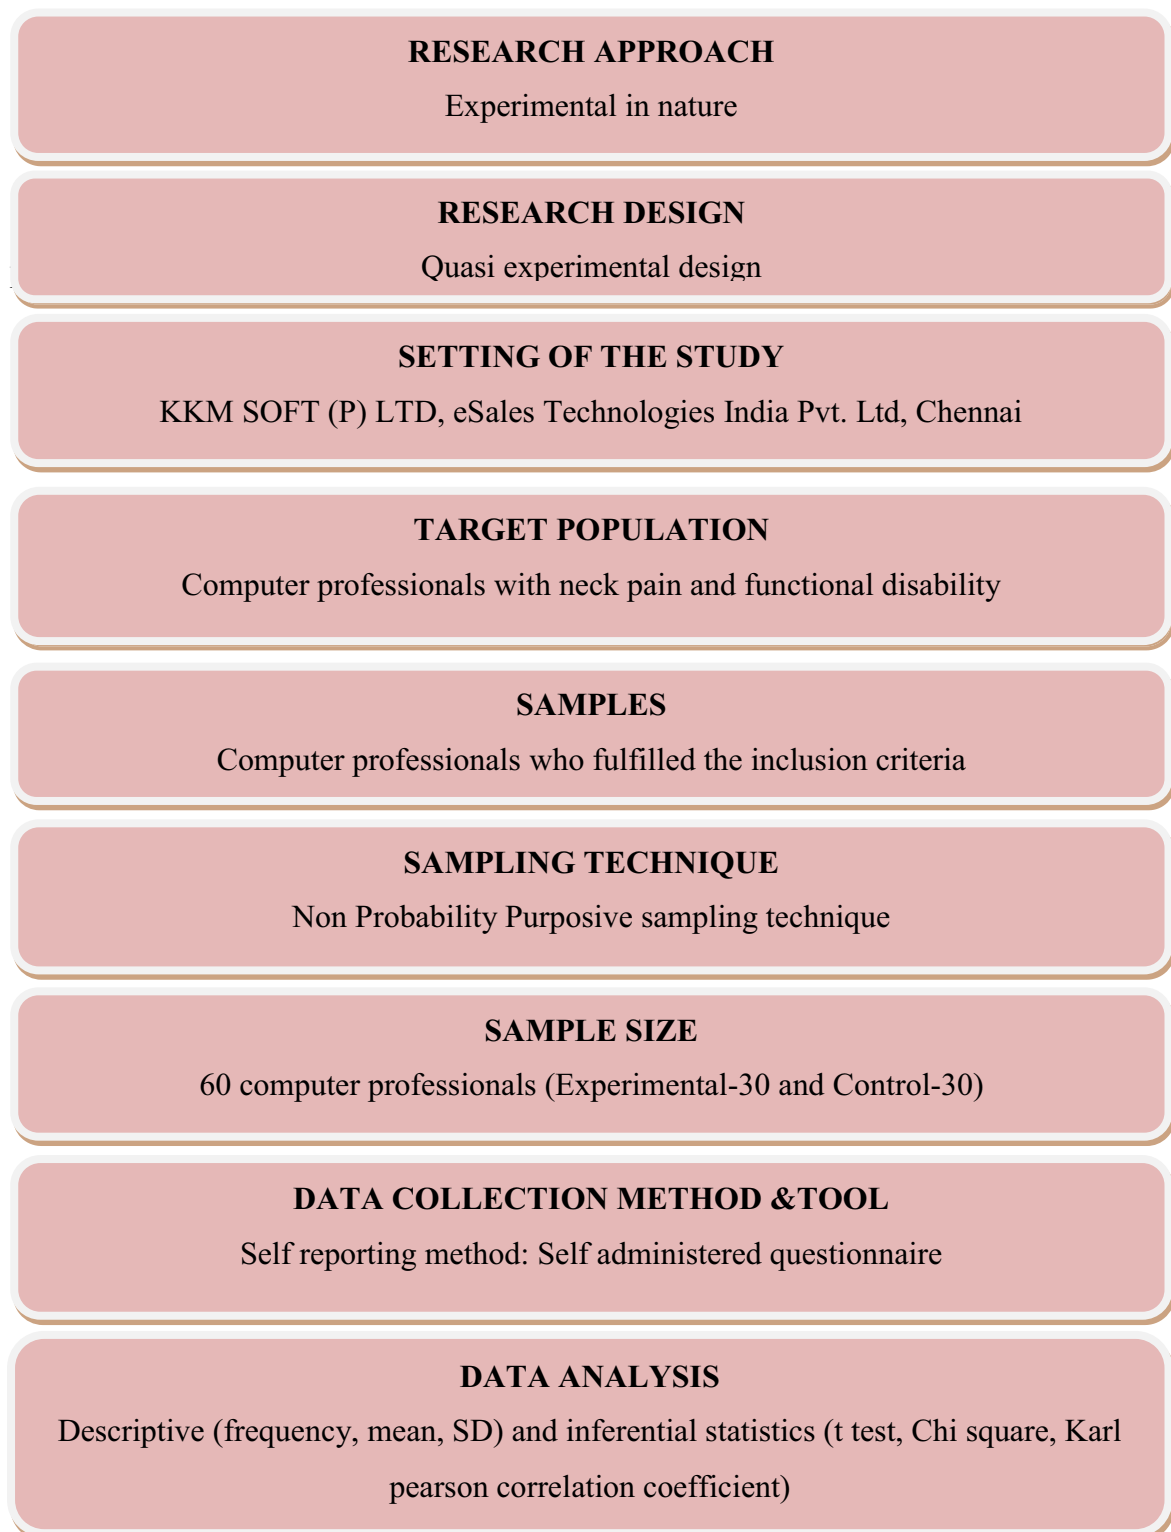 RESEARCH APPROACH
Experimental in nature
RESEARCH DESIGN
Quasi experimental design
SETTING OF THE STUDY
KKM SOFT (P) LTD, eSales Technologies India Pvt. Ltd, Chennai
TARGET POPULATION
Computer professionals with neck pain and functional disability
SAMPLES
Computer professionals who fulfilled the inclusion criteria
SAMPLING TECHNIQUE
Non Probability Purposive sampling technique
SAMPLE SIZE
60 computer professionals (Experimental-30 and Control-30)
DATA COLLECTION METHOD &TOOL
Self reporting method: Self administered questionnaire
DATA ANALYSIS
Descriptive (frequency, mean, SD) and inferential statistics (t test, Chi square, Karl
pearson correlation coefficient)